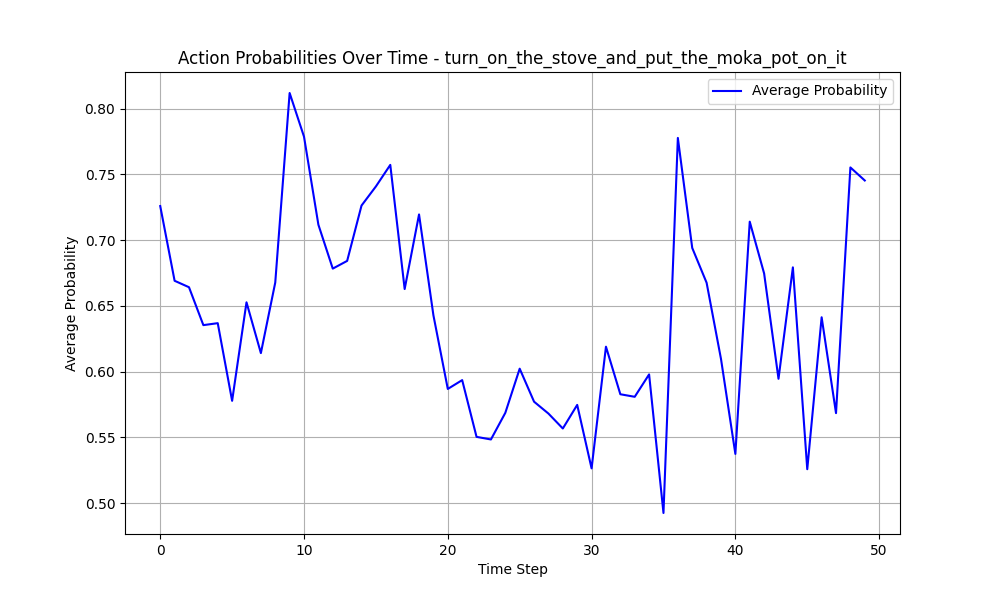 Action Probabilities Over Time - turn_on_the_stove_and_put_the_moka_pot_on_it
Average Probability
0.80
0.75
0.70
0.65
0.60
0.55
0.50
Average Probability
0 10 20 30 40 50
Time Step